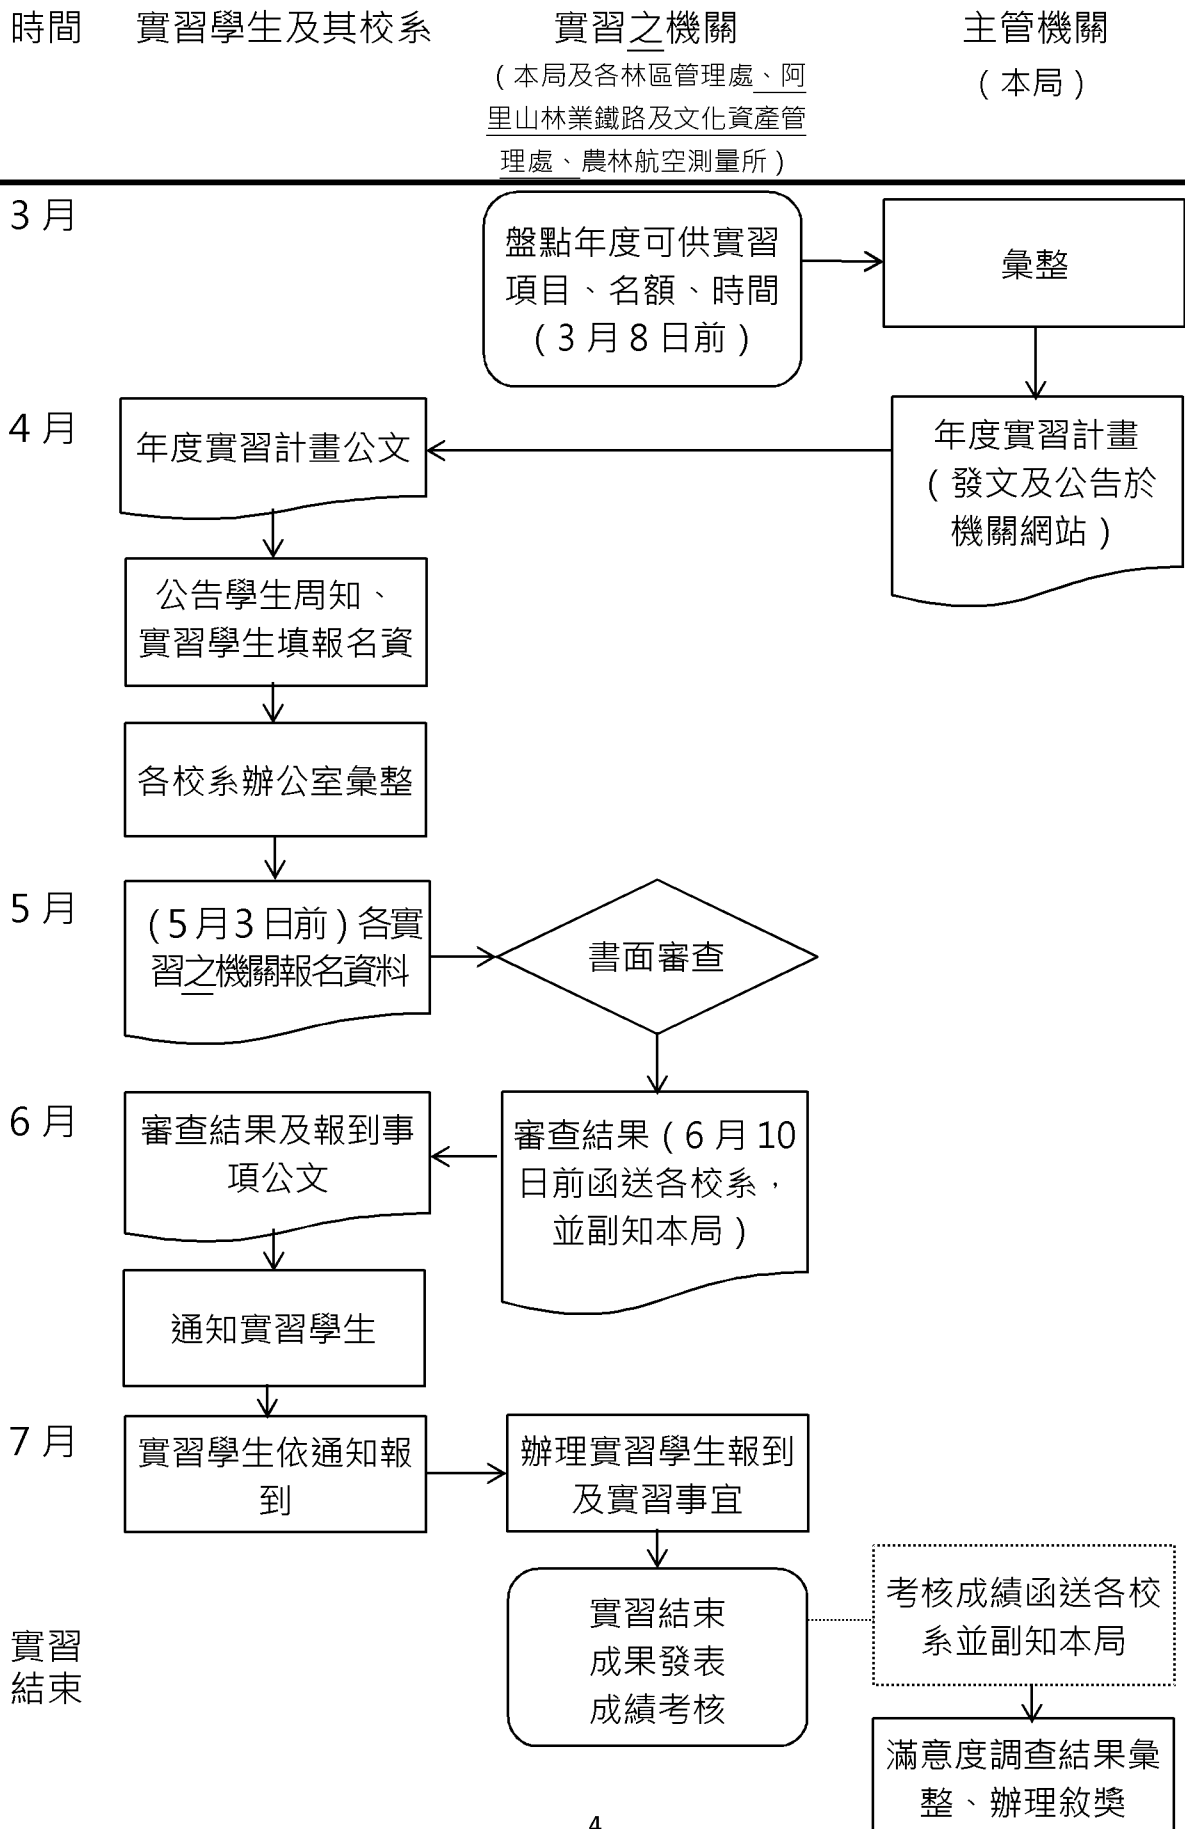 時間 實習學生及其校系 實習之機關 主管機關
（本局及各林區管理處、阿
里山林業鐵路及文化資產管
理處、農林航空測量所）
（本局）
3 月
盤點年度可供實習
項目、名額、時間
（3 月 8 日前）
彙整
4 月
年度實習計畫公文
年度實習計畫
（發文及公告於
機關網站）
公告學生周知、
實習學生填報名資
各校系辦公室彙整
5 月
（5 月 3 日前）各實
習之機關報名資料
書面審查
6 月
審查結果及報到事
項公文
審查結果（6 月 10
日前函送各校系，
並副知本局）
通知實習學生
7 月
實習學生依通知報
到
辦理實習學生報到
及實習事宜
實習
結束
實習結束
成果發表
成績考核
考核成績函送各校
系並副知本局
滿意度調查結果彙
整、辦理敘獎
4